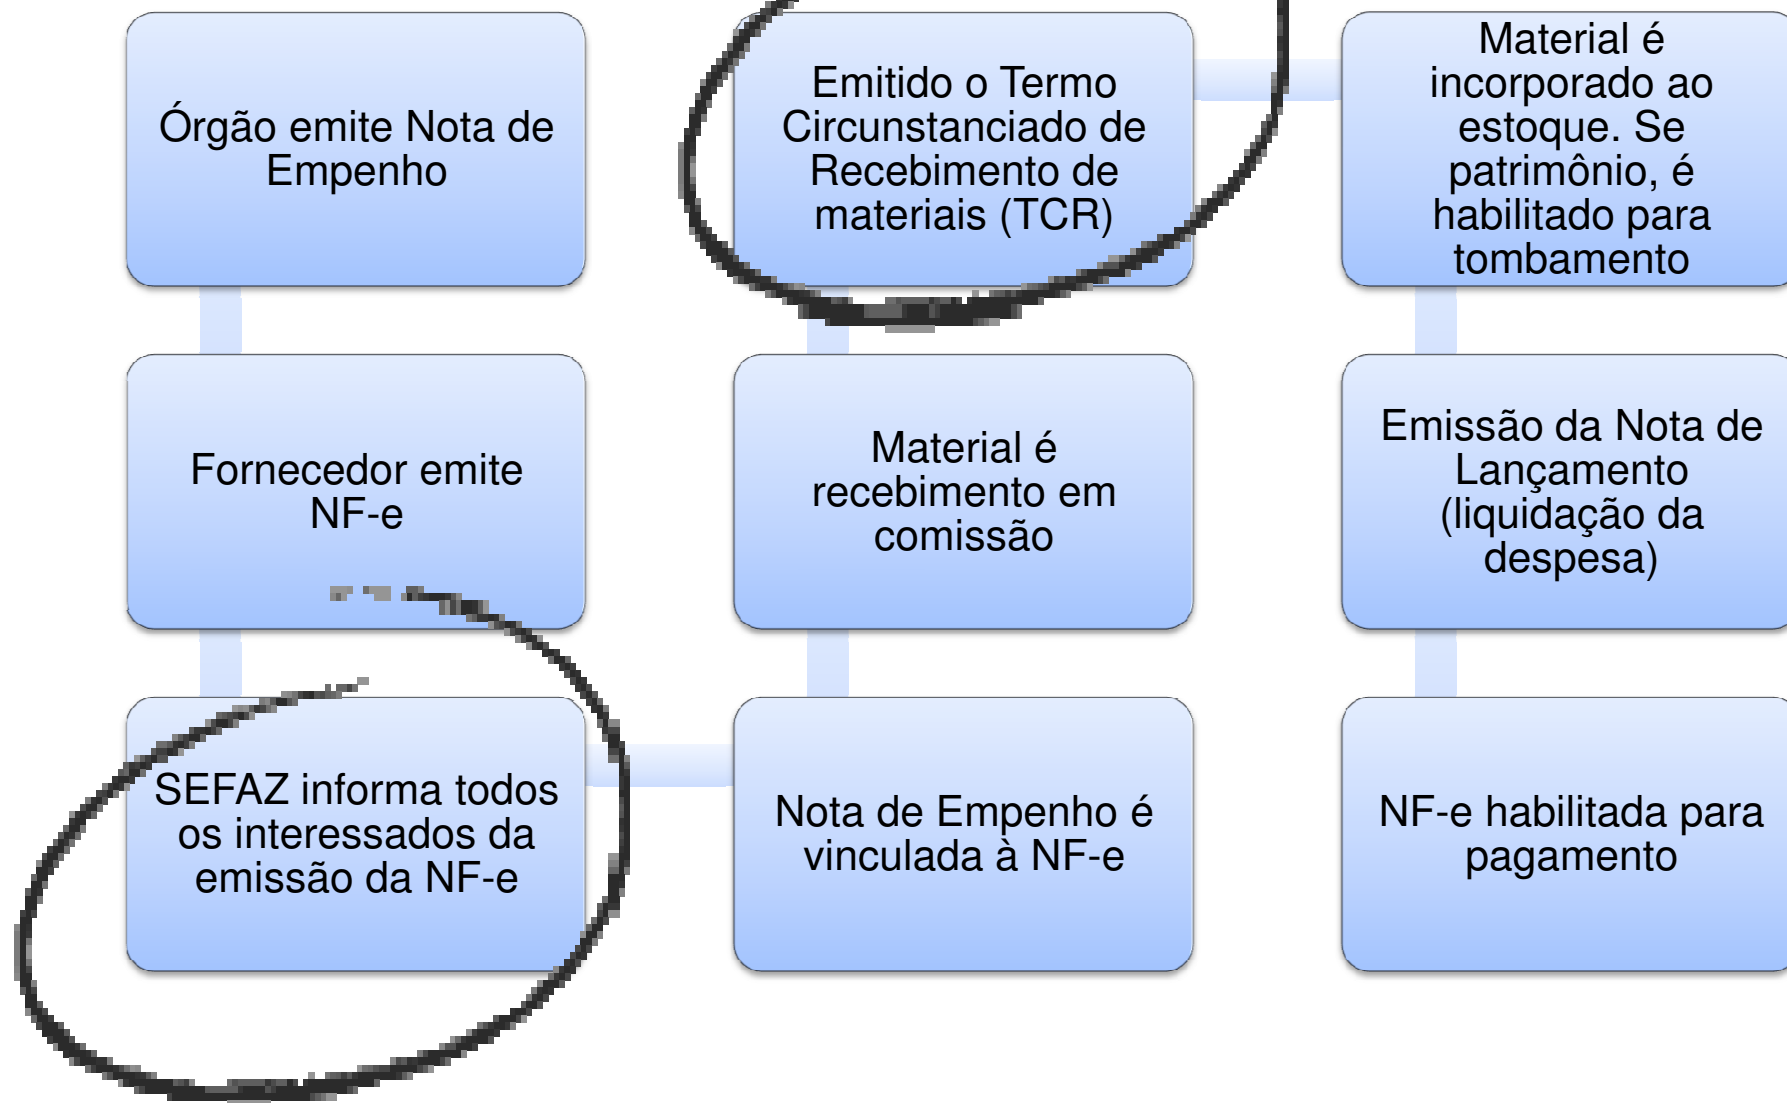 Órgão emite Nota de
Empenho
Fornecedor emite
NF-e
SEFAZ informa todos
os interessados da
emissão da NF-e
Nota de Empenho é
vinculada à NF-e
Material é
recebimento em
comissão
Emitido o Termo
Circunstanciado de
Recebimento de
materiais (TCR)
Material é
incorporado ao
estoque. Se
patrimônio, é
habilitado para
tombamento
Emissão da Nota de
Lançamento
(liquidação da
despesa)
NF-e habilitada para
pagamento